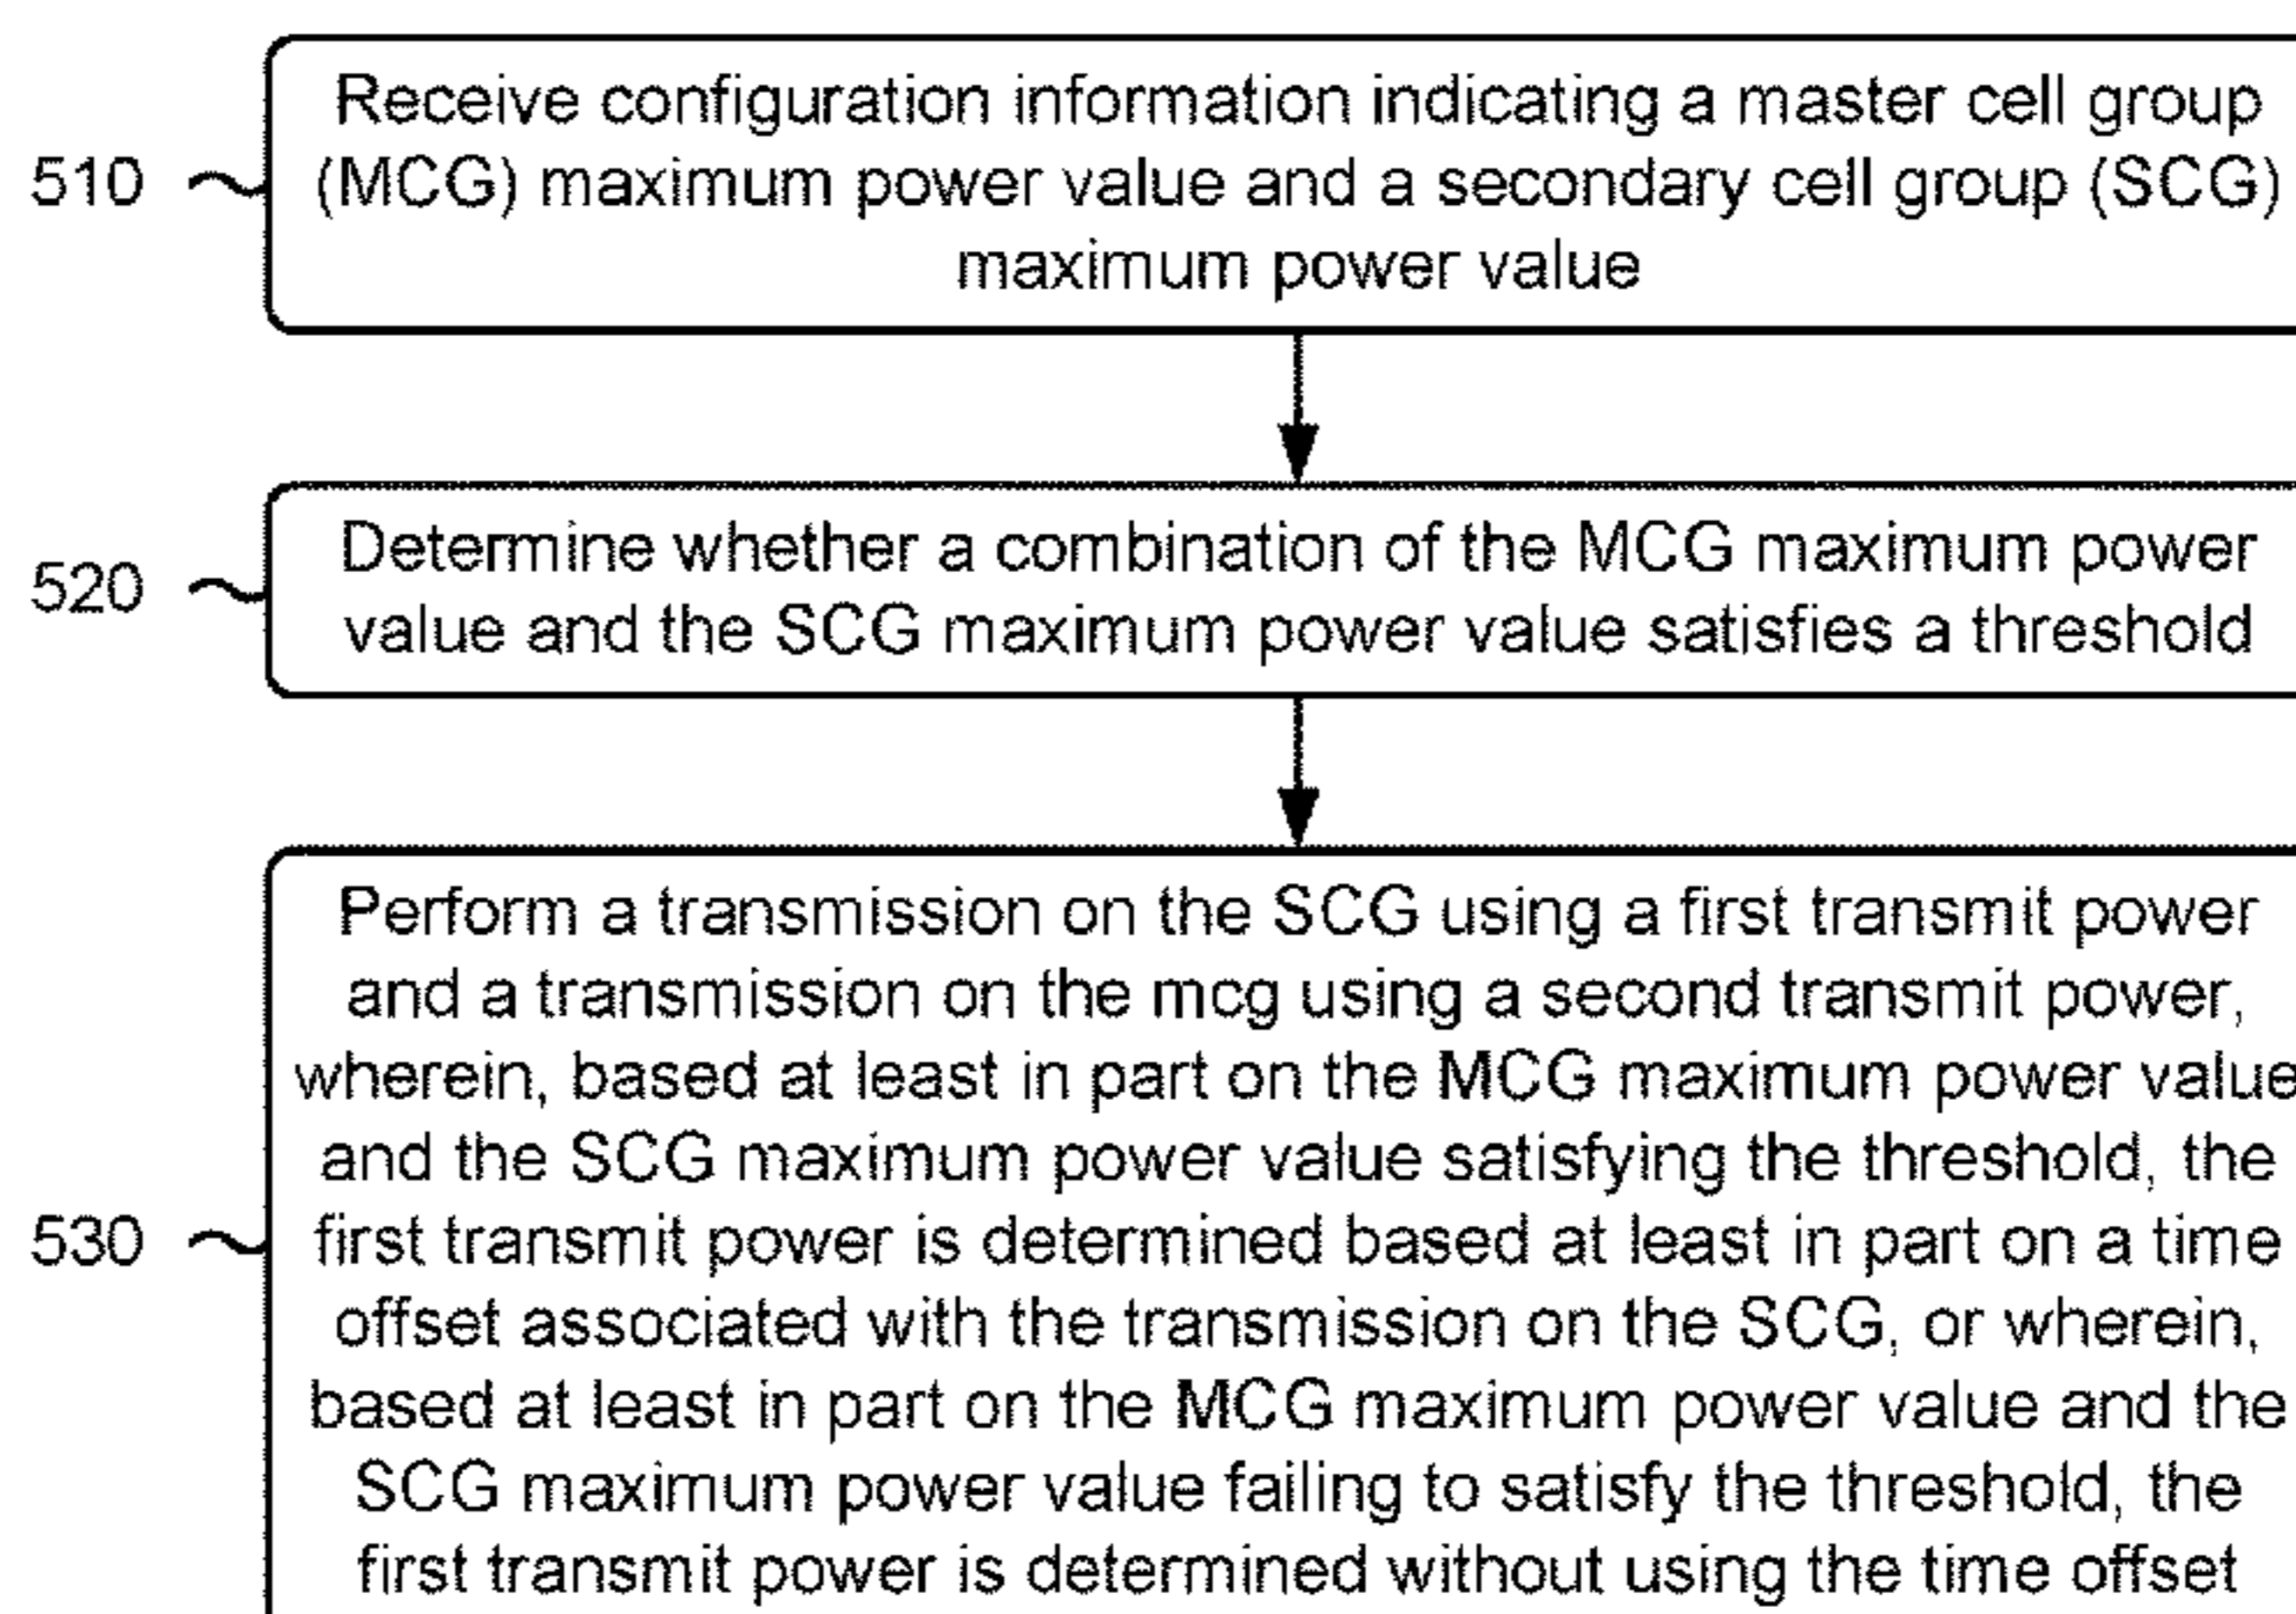 Receive configuration information indicating a master cell group
510
(MCG) maximum power value and a secondary cell group (SCG)
maximum power value
Determine whether a combination of the MCG maximum power
520
value and the SCG maximum power value satisfies a threshold
Perform a transmission on the SCG using a first transmit power
and a transmission on the mcg using a second transmit power,
wherein, based at least in part on the MCG maximum power value
and the SCG maximum power value satisfying the threshold, the
530
first transmit power is determined based at least in part on a time
offset associated with the transmission on the SCG, or wherein,
based at least in part on the MCG maximum power value and the
SCG maximum power value failing to satisfy the threshold, the
first transmit power is determined without using the time offset